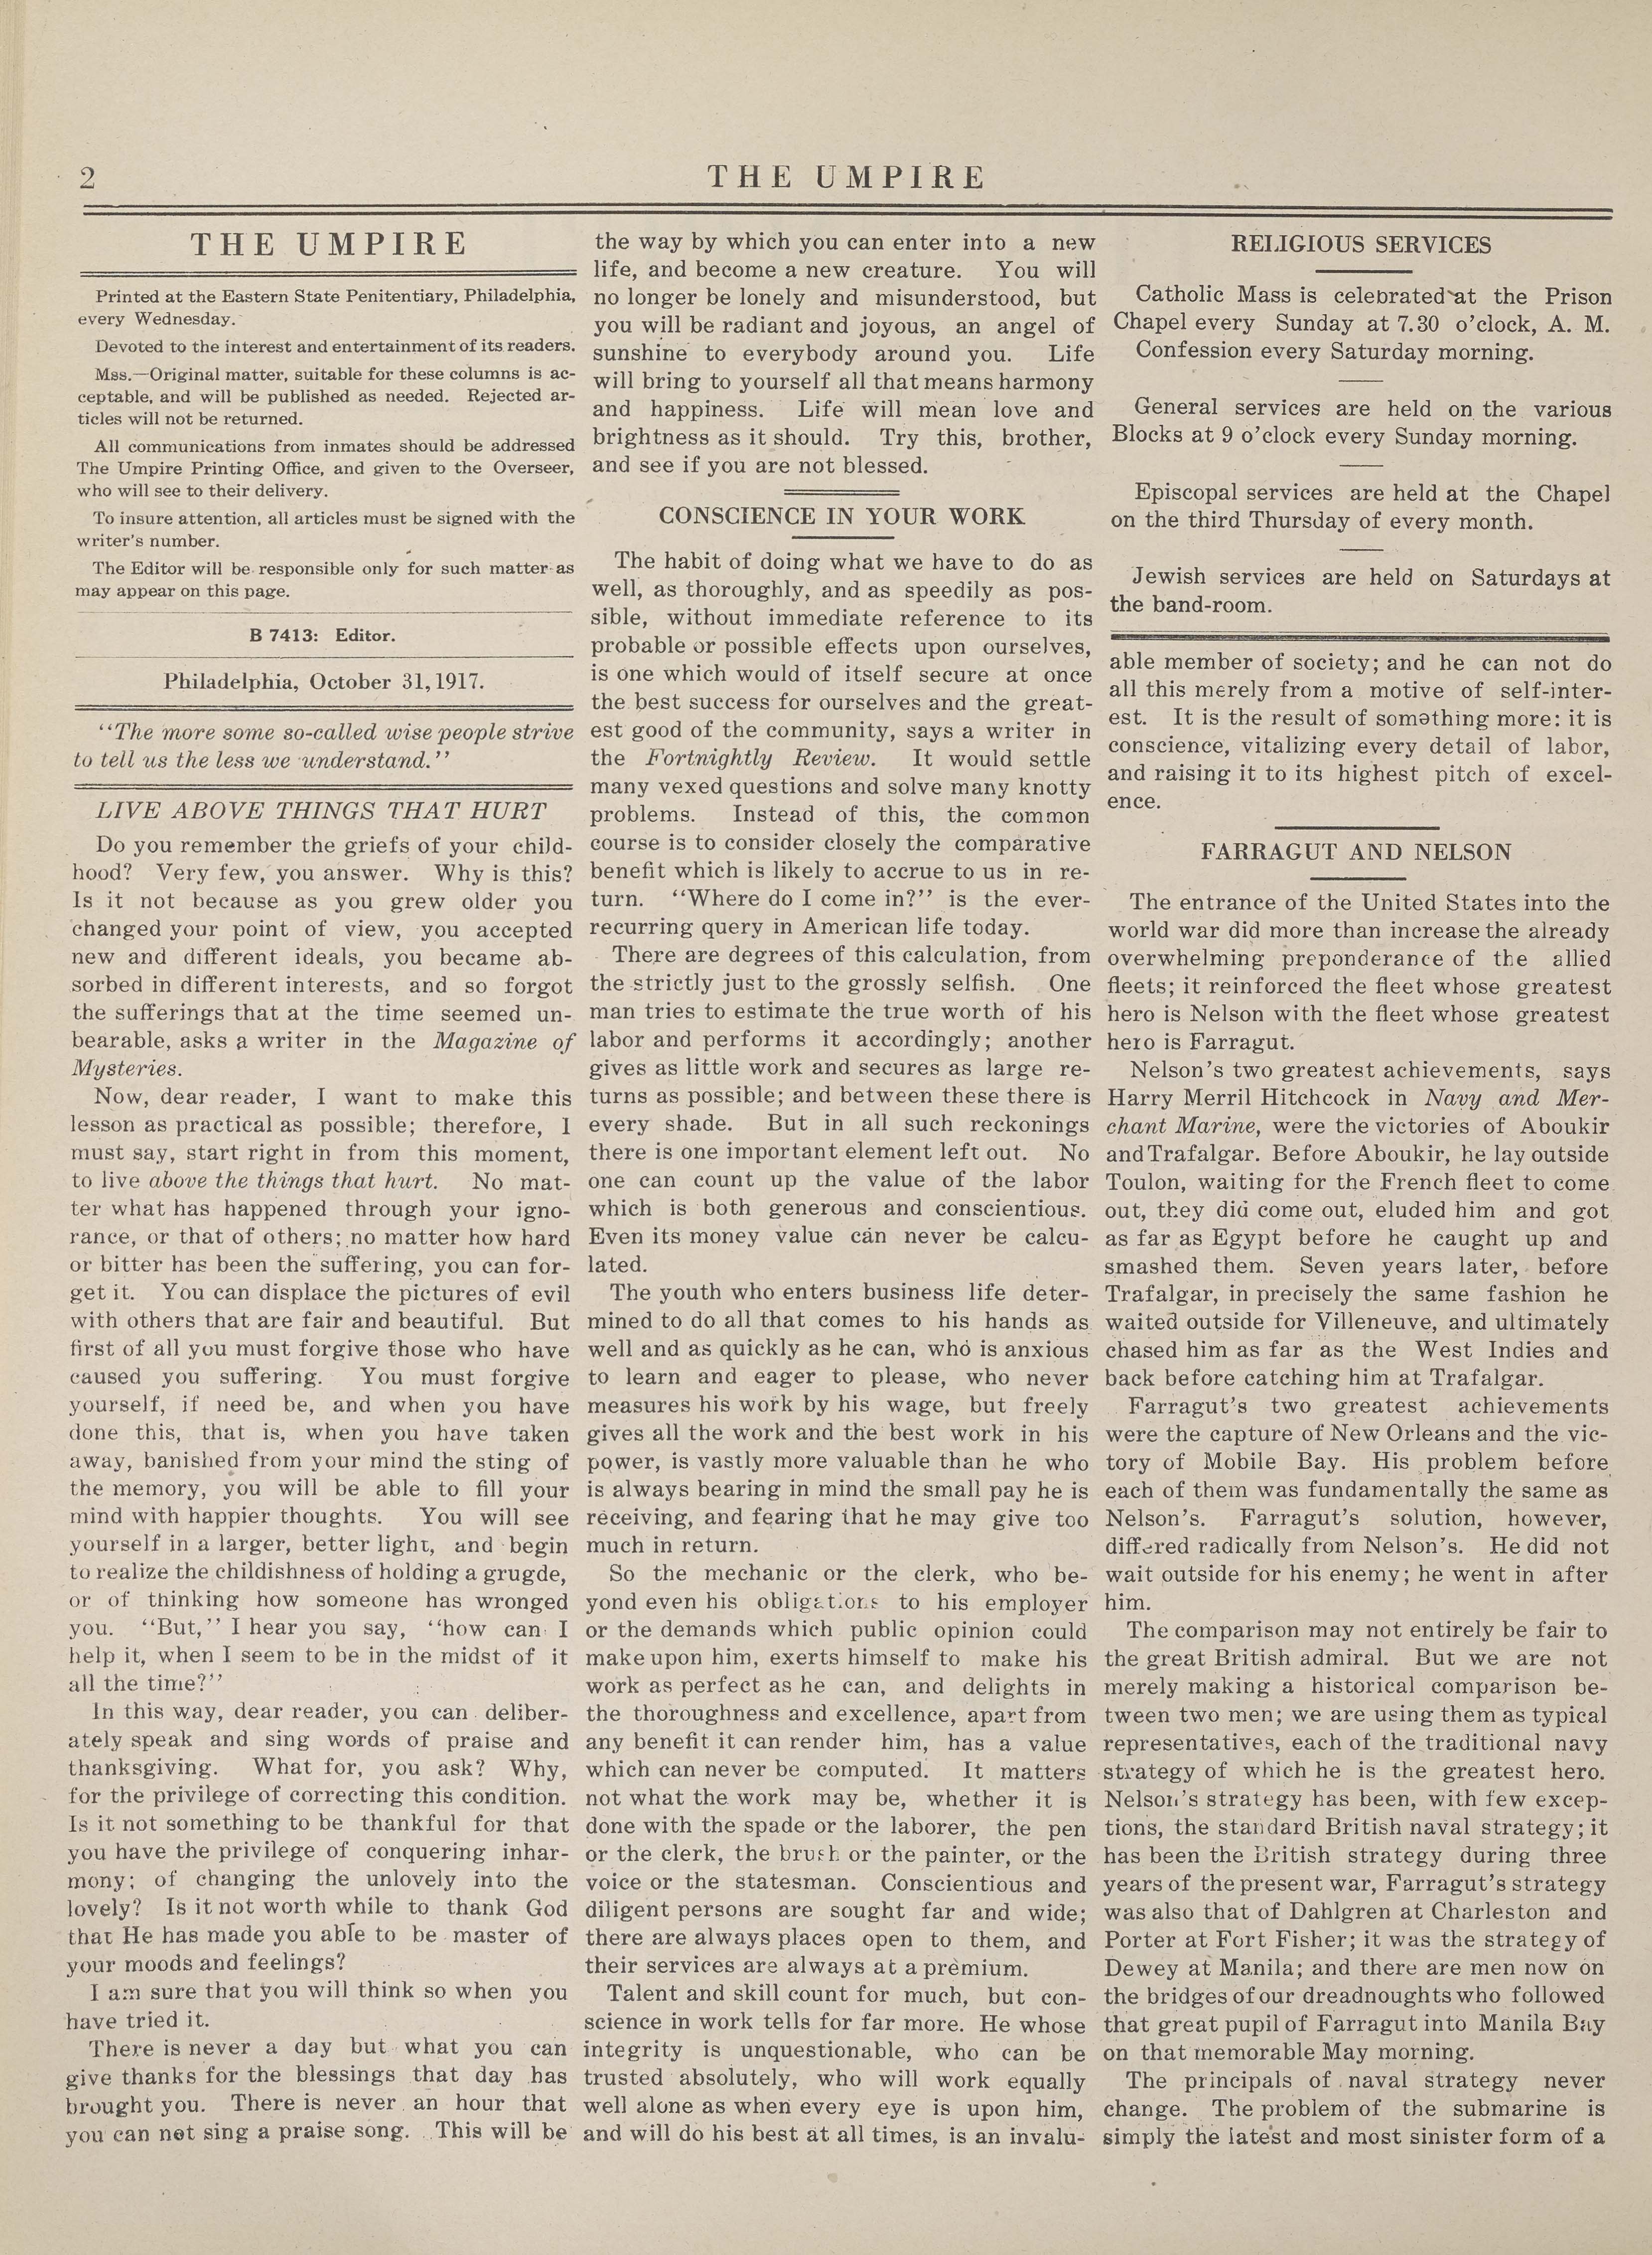 2
THE UMPIRE
THE UMPIRE
Printed at the Eastern State Penitentiary, Philadelphia,
every Wednesday.
Devoted to the interest and entertainment of its readers.
Mss.—Original matter, suitable for these columns is ac-
ceptable, and will be published as needed. Rejected ar-
ticles will not be returned.
All communications from inmates should be addressed
The Umpire Printing Office, and given to the Overseer,
who will see to their delivery.
To insure attention, all articles must be signed with the
writer's number.
The Editor will be responsible only for such matter as
may appear on this page.
B 7413: Editor.
Philadelphia, October 31, 1917.
"The more some so-called wise people strive
to tell us the less we understand."
LIVE ABOVE THINGS THAT HURT
Do you remember the griefs of your child-
hood? Very few, you answer. Why is this?
Is it not because as you grew older you
changed your point of view, you accepted
new and different ideals, you became ab-
sorbed in different interests, and so forgot
the sufferings that at the time seemed un-
bearable, asks a writer in the Magazine of
Mysteries.
Now, dear reader, I want to make this
lesson as practical as possible; therefore, I
must say, start right in from this moment,
to live above the things that hurt. No mat-
ter what has happened through your igno-
rance, or that of others; no matter how hard
or bitter has been the suffering, you can for-
get it. You can displace the pictures of evil
with others that are fair and beautiful. But
first of all you must forgive those who have
caused you suffering. You must forgive
yourself, if need be, and when you have
done this, that is, when you have taken
away, banished from your mind the sting of
the memory, you will be able to fill your
mind with happier thoughts. You will see
yourself in a larger, better light, and begin
to realize the childishness of holding a grugde,
or of thinking how someone has wronged
you. "But," I hear you say, "how can I
help it, when I seem to be in the midst of it
all the time?"
In this way, dear reader, you can deliber-
ately speak and sing words of praise and
thanksgiving. What for, you ask? Why,
for the privilege of correcting this condition.
Is it not something to be thankful for that
you have the privilege of conquering inhar-
mony; of changing the unlovely into the
lovely? Is it not worth while to thank God
that He has made you able to be master of
your moods and feelings?
I am sure that you will think so when you
have tried it.
There is never a day but what you can
give thanks for the blessings that day has
brought you. There is never an hour that
you can not sing a praise song. This will be
the way by which you can enter into a new
life, and become a new creature. You will
no longer be lonely and misunderstood, but
you will be radiant and joyous, an angel of
sunshine to everybody around you. Life
will bring to yourself all that means harmony
and happiness. Life will mean love and
brightness as it should. Try this, brother,
and see if you are not blessed.
CONSCIENCE IN YOUR WORK
The habit of doing what we have to do as
well, as thoroughly, and as speedily as pos-
sible, without immediate reference to its
probable or possible effects upon ourselves,
is one which would of itself secure at once
the best success for ourselves and the great-
est good of the community, says a writer in
the Fortnightly Review. It would settle
many vexed questions and solve many knotty
problems. Instead of this, the common
course is to consider closely the comparative
benefit which is likely to accrue to us in re-
turn. "Where do I come in?" is the ever-
recurring query in American life today.
There are degrees of this calculation, from
the strictly just to the grossly selfish. One
man tries to estimate the true worth of his
labor and performs it accordingly; another
gives as little work and secures as large re-
turns as possible; and between these there is
every shade. But in all such reckonings
there is one important element left out. No
one can count up the value of the labor
which is both generous and conscientious.
Even its money value can never be calcu-
lated.
The youth who enters business life deter-
mined to do all that comes to his hands as
well and as quickly as he can, who is anxious
to learn and eager to please, who never
measures his work by his wage, but freely
gives all the work and the best work in his
power, is vastly more valuable than he who
is always bearing in mind the small pay he is
receiving, and fearing that he may give too
much in return.
So the mechanic or the clerk, who be-
yond even his obligations to his employer
or the demands which public opinion could
make upon him, exerts himself to make his
work as perfect as he can, and delights in
the thoroughness and excellence, apart from
any benefit it can render him, has a value
which can never be computed. It matters
not what the work may be, whether it is
done with the spade or the laborer, the pen
or the clerk, the brush or the painter, or the
voice or the statesman. Conscientious and
diligent persons are sought far and wide;
there are always places open to them, and
their services are always at a premium.
Talent and skill count for much, but con-
science in work tells for far more. He whose
integrity is unquestionable, who can be
trusted absolutely, who will work equally
well alone as when every eye is upon him,
and will do his best at all times, is an invalu-
RELIGIOUS SERVICES
Catholic Mass is celebrated at the Prison
Chapel every Sunday at 7.30 o'clock, A. M.
Confession every Saturday morning.
General services are held on the various
Blocks at 9 o'clock every Sunday morning.
Episcopal services are held at the Chapel
on the third Thursday of every month.
Jewish services are held on Saturdays at
the band-room.
able member of society; and he can not do
all this merely from a motive of self-inter-
est. It is the result of something more: it is
conscience, vitalizing every detail of labor,
and raising it to its highest pitch of excel-
ence.
FARRAGUT AND NELSON
The entrance of the United States into the
world war did more than increase the already
overwhelming preponderance of the allied
fleets; it reinforced the fleet whose greatest
hero is Nelson with the fleet whose greatest
hero is Farragut.
Nelson's two greatest achievements, says
Harry Merril Hitchcock in Navy and Mer-
chant Marine, were the victories of Aboukir
and Trafalgar. Before Aboukir, he lay outside
Toulon, waiting for the French fleet to come
out, they did come out, eluded him and got
as far as Egypt before he caught up and
smashed them. Seven years later, before
Trafalgar, in precisely the same fashion he
waited outside for Villeneuve, and ultimately
chased him as far as the West Indies and
back before catching him at Trafalgar.
Farragut's two greatest achievements
were the capture of New Orleans and the vic-
tory of Mobile Bay. His problem before
each of them was fundamentally the same as
Nelson's. Farragut's solution, however,
differed radically from Nelson's. He did not
wait outside for his enemy; he went in after
him.
The comparison may not entirely be fair to
the great British admiral. But we are not
merely making a historical comparison be-
tween two men; we are using them as typical
representatives, each of the traditional navy
strategy of which he is the greatest hero.
Nelson's strategy has been, with few excep-
tions, the standard British naval strategy; it
has been the British strategy during three
years of the present war, Farragut's strategy
was also that of Dahlgren at Charleston and
Porter at Fort Fisher; it was the strategy of
Dewey at Manila; and there are men now on
the bridges of our dreadnoughts who followed
that great pupil of Farragut into Manila Bay
on that memorable May morning.
The principals of naval strategy never
change. The problem of the submarine is
simply the latest and most sinister form of a